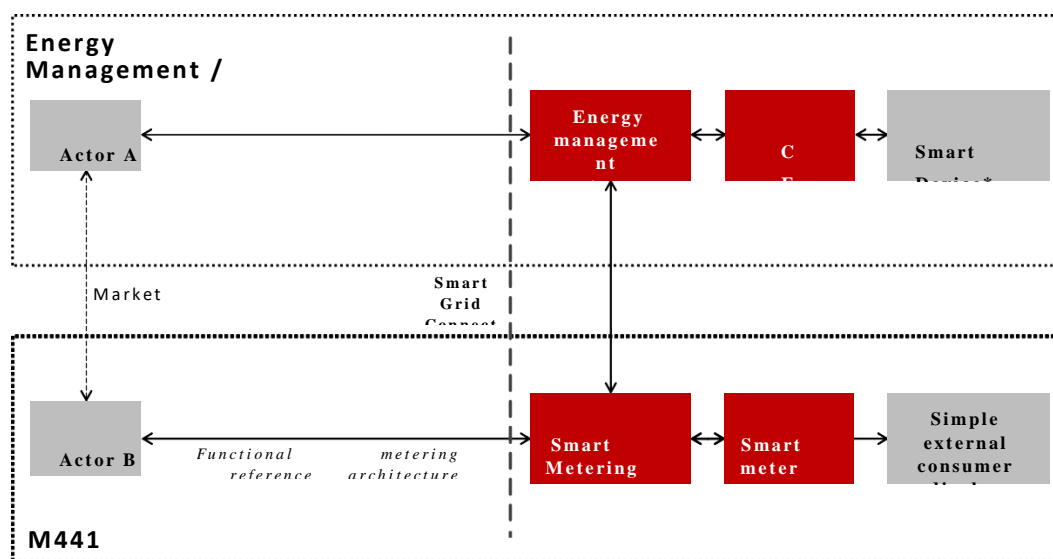 Energy
Management /
Actor A
Energy
manageme
nt
C
Smart
Market
Smart
Grid
Connect
Actor B
Functional metering
reference architecture
Smart
Metering
Smart
meter
Simple
external
consumer
M441